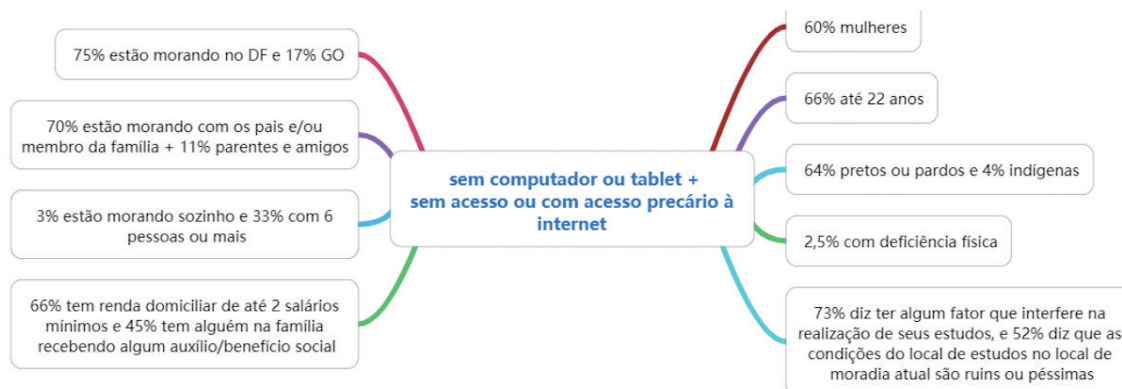 75% estão morando no DF e 17% GO
70% estão morando com os pais e/ou
membro da família + 11% parentes e amigos
3% estão morando sozinho e 33% com 6
pessoas ou mais
66% tem renda domiciliar de até 2 salários
mínimos e 45% tem alguém na família
recebendo algum auxílio/benefício social
sem computador ou tablet +
sem acesso ou com acesso precário à
internet
60% mulheres
66% até 22 anos
64% pretos ou pardos e 4% indígenas
2,5% com deficiência física
73% diz ter algum fator que interfere na
realização de seus estudos, e 52% diz que as
condições do local de estudos no local de
moradia atual são ruins ou péssimas